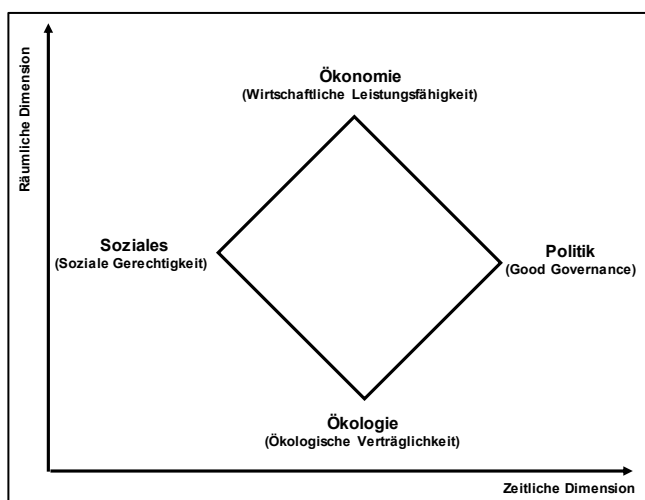 Ökonomie
(Wirtschaftliche Leistungsfähigkeit)
Räumliche Dimension
Soziales
(Soziale Gerechtigkeit)
Politik
(Good Governance)
Ökologie
(Ökologische Verträglichkeit)
Zeitliche Dimension